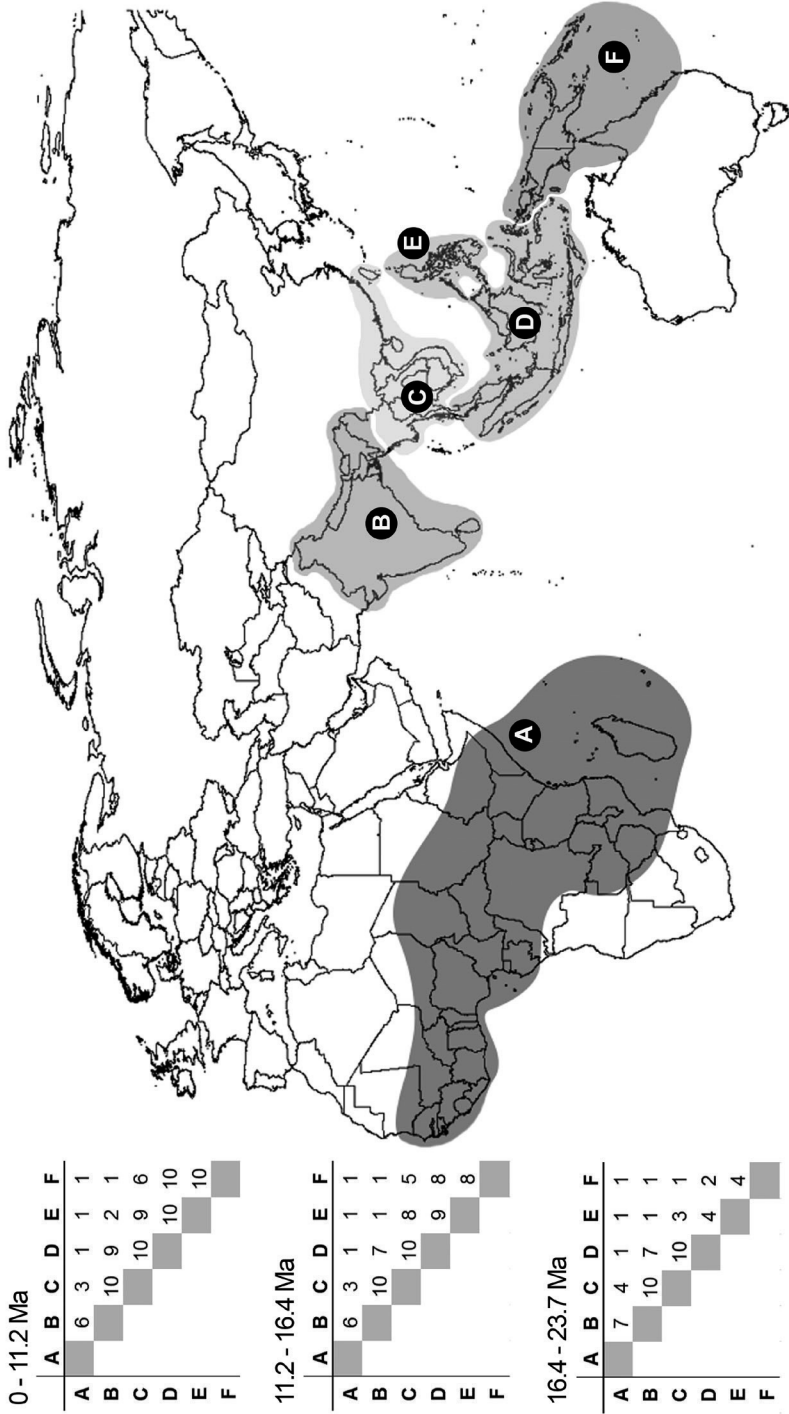 0 - 11.2 Ma
A B C D E F
A 6 3 1 1 1
B 10 9 2 1
C 10 9 6
D 10 10
E 10
F
11.2 - 16.4 Ma
A B C D E F
A 6 3 1 1 1
B 10 7 1 1
C 10 8 5
D 9 8
E 8
F
16.4 - 23.7 Ma
A B C D E F
A 7 4 1 1 1
B 10 7 1 1
C 10 3 1
D 4 2
E 4
F
A
B
C
D
E
F